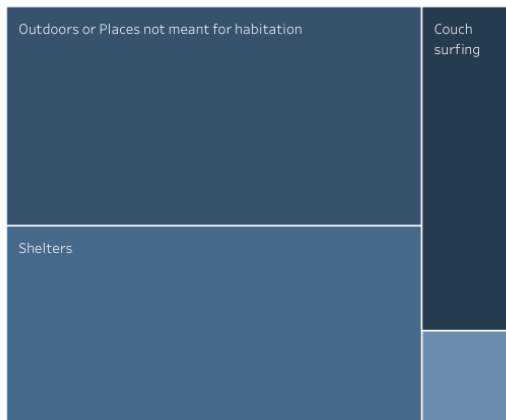 Outdoors or Places not meant for habitation
Couch
surfing
Shelters